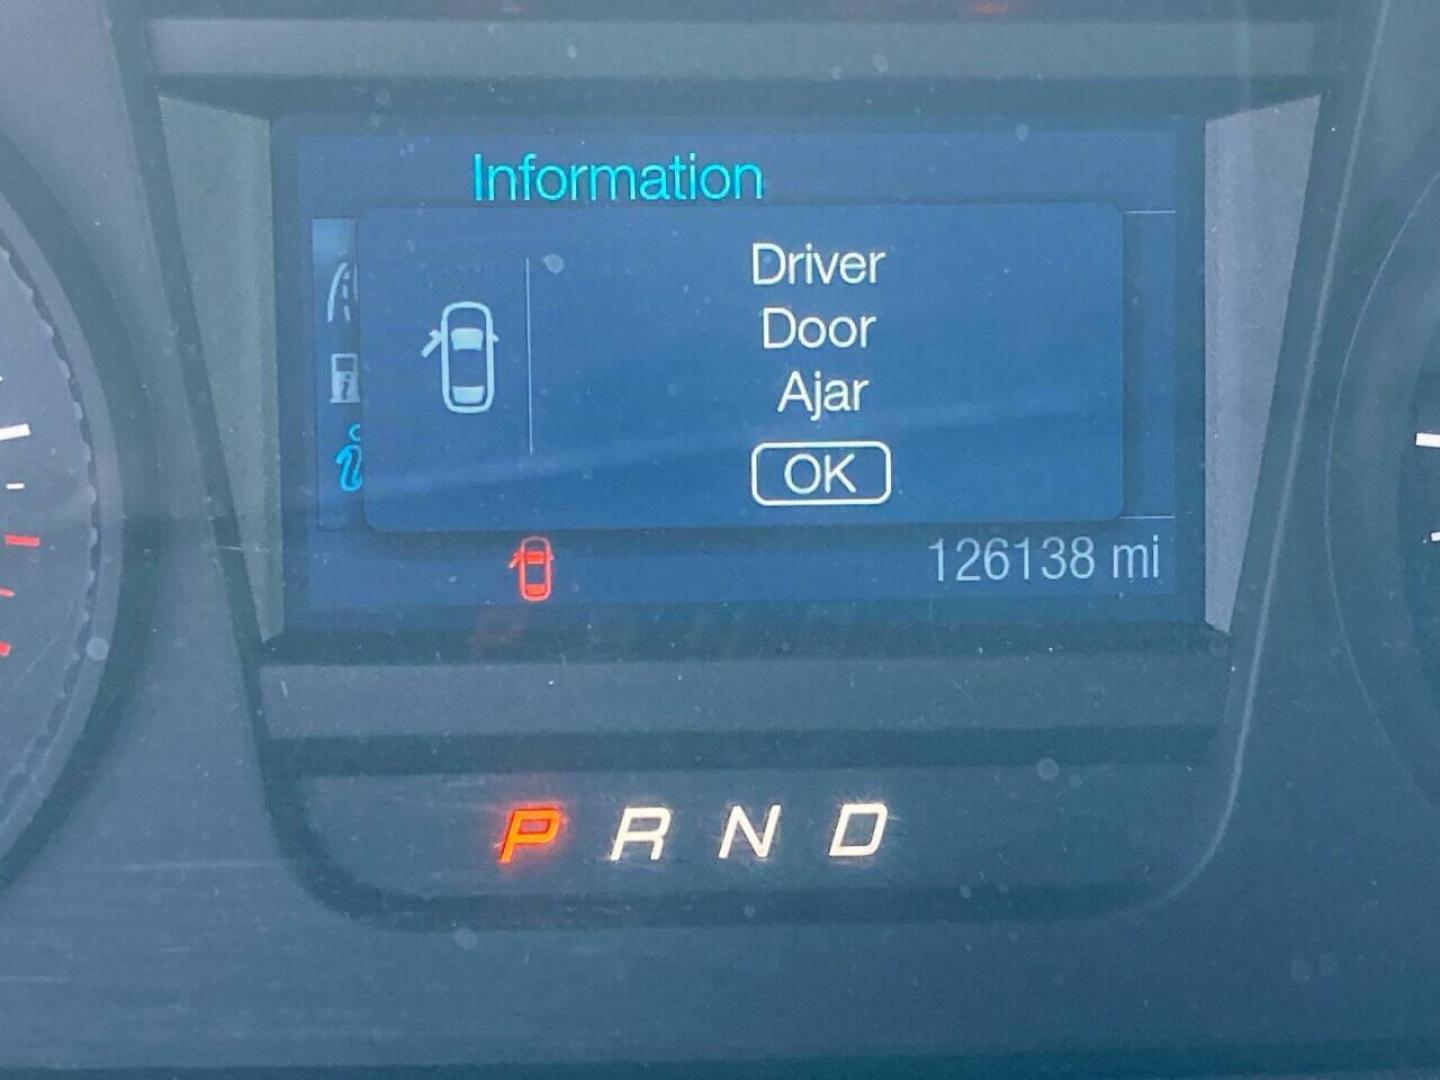 Information
Driver
Door
Ajar
OK
126138 mi
P R N D